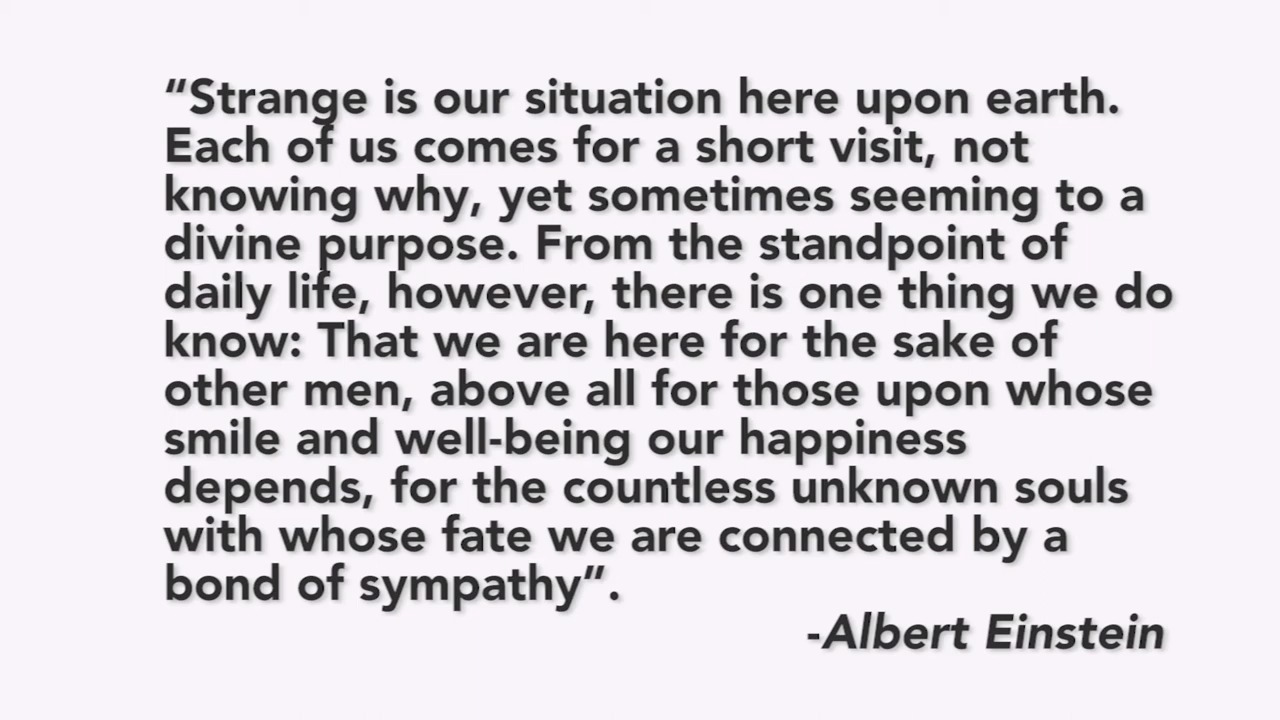 “Strange is our situation here upon earth.
Each of us comes for a short visit, not
knowing why, yet sometimes seeming to a
divine purpose. From the standpoint of
daily life, however, there is one thing we do
know: That we are here for the sake of
other men, above all for those upon whose
smile and well-being our happiness
depends, for the countless unknown souls
with whose fate we are connected by a
bond of sympathy”.
-Albert Einstein